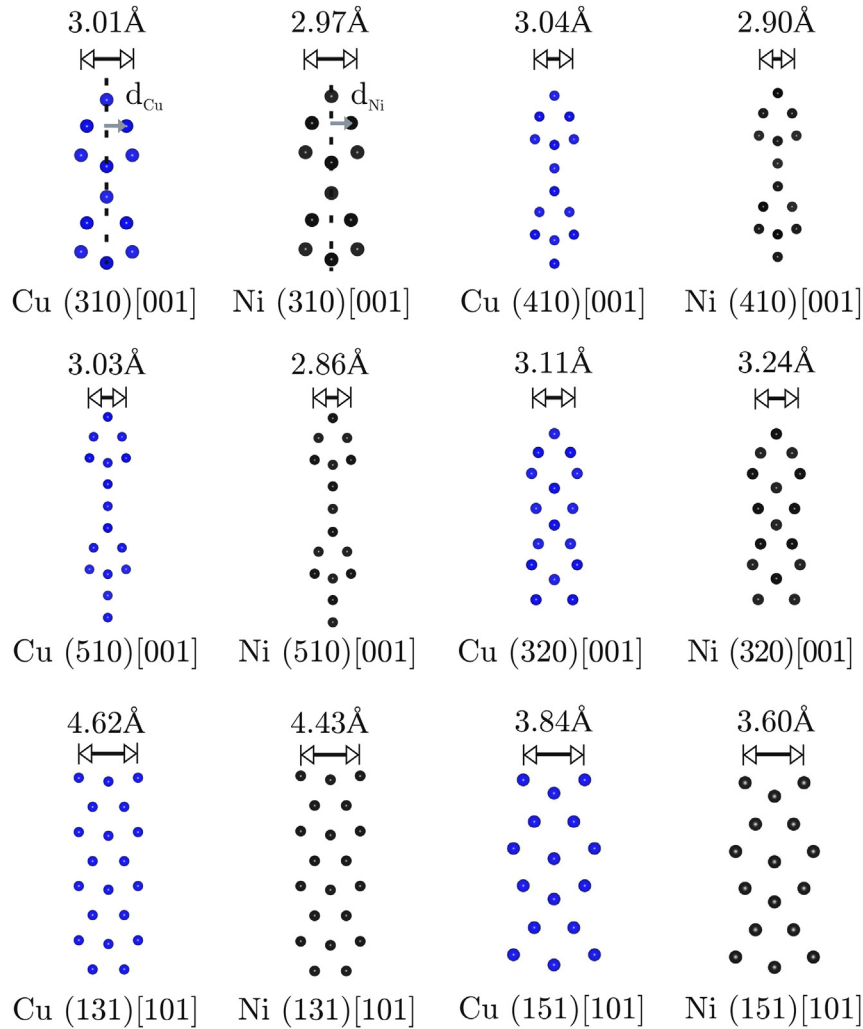 3.01Å 2.97Å 3.04Å 2.90Å
d_Cu d_Ni
Cu (310)[001] Ni (310)[001] Cu (410)[001] Ni (410)[001]
3.03Å 2.86Å 3.11Å 3.24Å
Cu (510)[001] Ni (510)[001] Cu (320)[001] Ni (320)[001]
4.62Å 4.43Å 3.84Å 3.60Å
Cu (131)[101] Ni (131)[101] Cu (151)[101] Ni (151)[101]